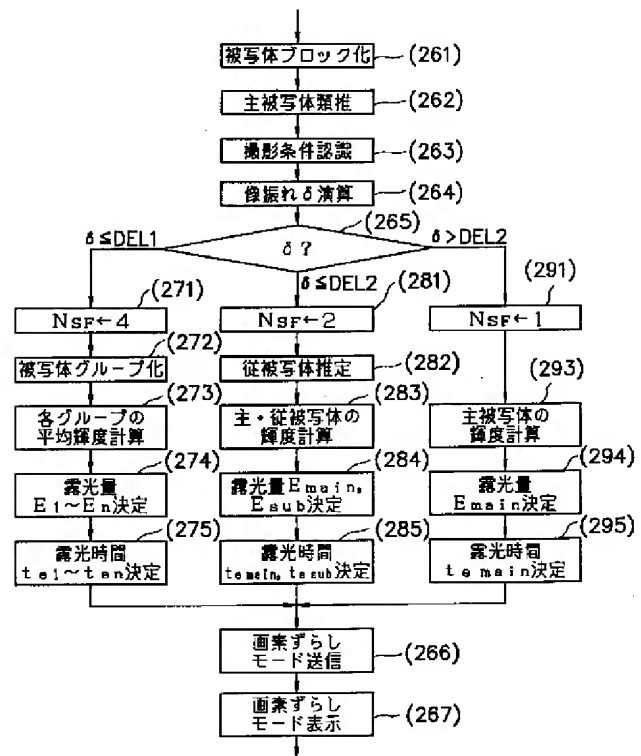 被写体ブロック化
(261)
主被写体類推
(262)
撮影条件認識
(263)
像振れδ演算
(264)
(265)
δ≦DEL1
δ?
δ>DEL2
δ≦DEL2
(271)
NSF←4
(281)
NSF←2
(291)
NSF←1
(272)
被写体グループ化
従被写体推定
(282)
(273)
各グループの
平均輝度計算
(283)
主・従被写体の
輝度計算
(293)
主被写体の
輝度計算
(274)
露光量
E1~En決定
(284)
露光量Emain,
Esub決定
(294)
露光量
Emain決定
(275)
露光時間
te1~ten決定
(285)
露光時間
temain,tesub決定
(295)
露光時間
temain決定
画素ずらし
モード送信
(266)
画素ずらし
モード表示
(267)